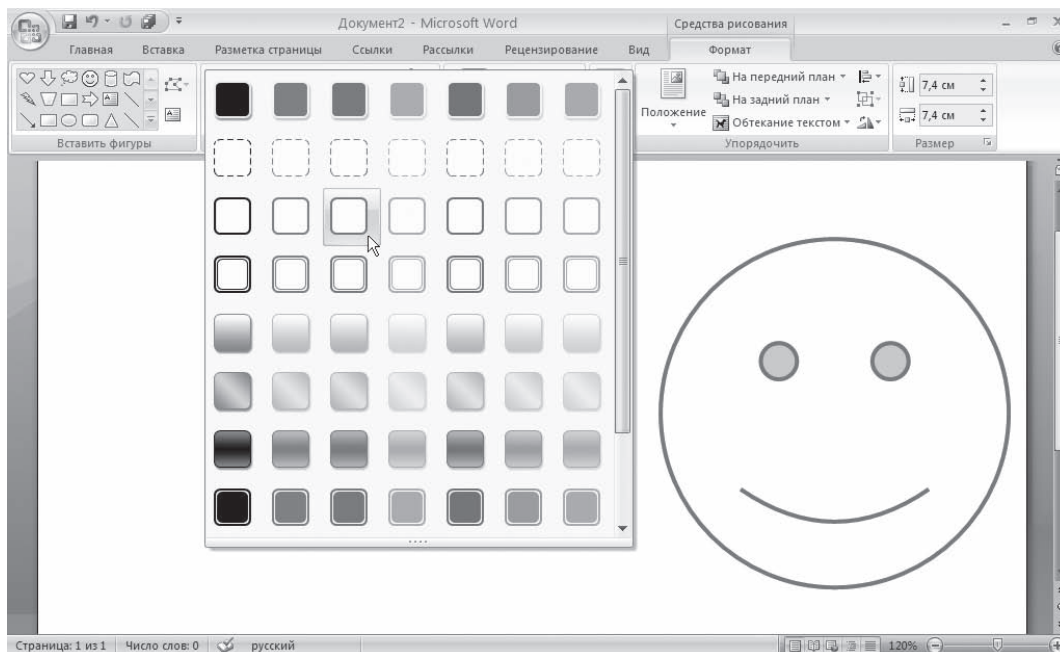 Документ2 - Microsoft Word
Средства рисования
Главная
Вставка
Разметка страницы
Ссылки
Рассылки
Рецензирование
Вид
Формат
На передний план
7,4 см
На задний план
Положение
Обтекание текстом
7,4 см
Вставить фигуры
Упорядочить
Размер
Страница: 1 из 1
Число слов: 0
русский
120%